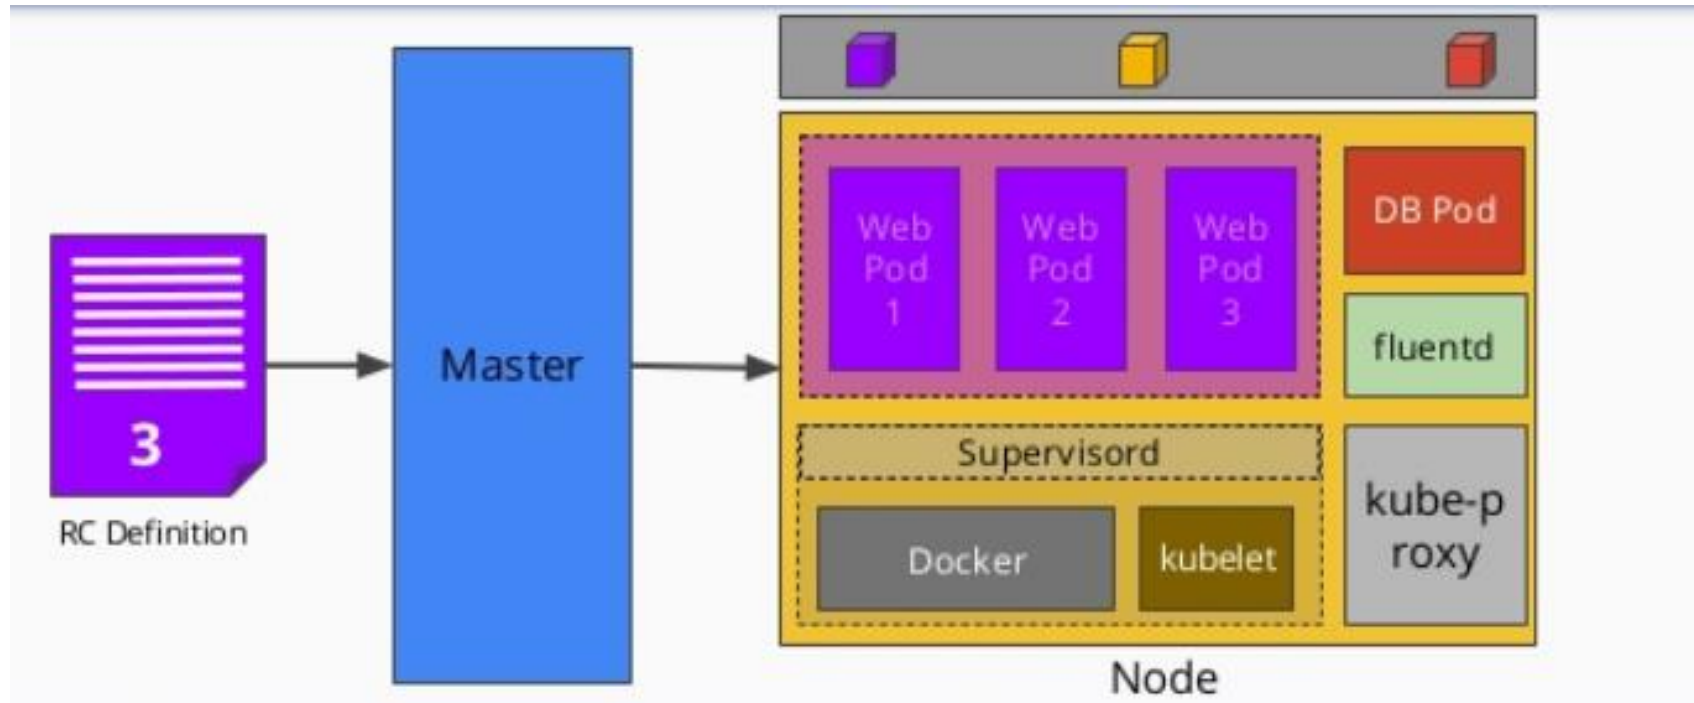 3
RC Definition
Master
Web
Pod
1
Web
Pod
2
Web
Pod
3
DB Pod
fluentd
Supervisord
Docker
kubelet
kube-p
roxy
Node